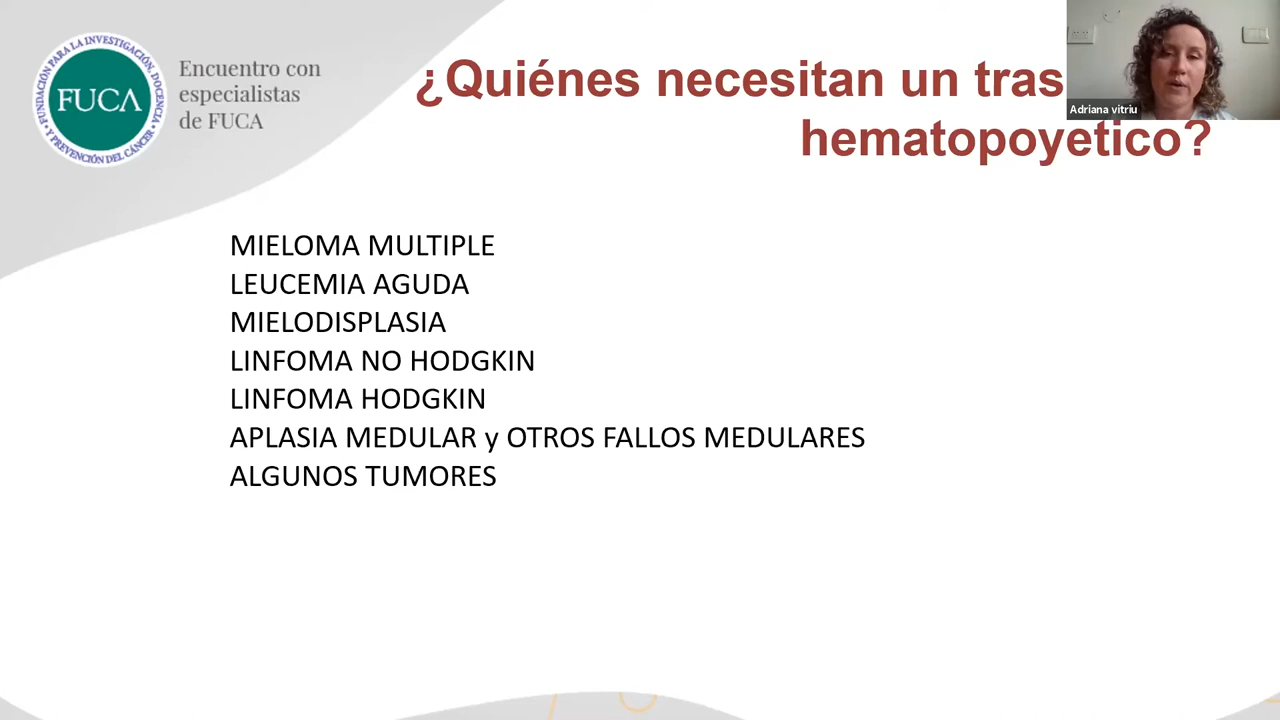 FUNDACIÓN PARA LA INVESTIGACIÓN, DOCENCIA
Y PREVENCIÓN DEL CÁNCER
FUCA
Encuentro con
especialistas
de FUCA
¿Quiénes necesitan un tras
hematopoyético?
Adriana vitriu
MIELOMA MULTIPLE
LEUCEMIA AGUDA
MIELODISPLASIA
LINFOMA NO HODGKIN
LINFOMA HODGKIN
APLASIA MEDULAR y OTROS FALLOS MEDULARES
ALGUNOS TUMORES